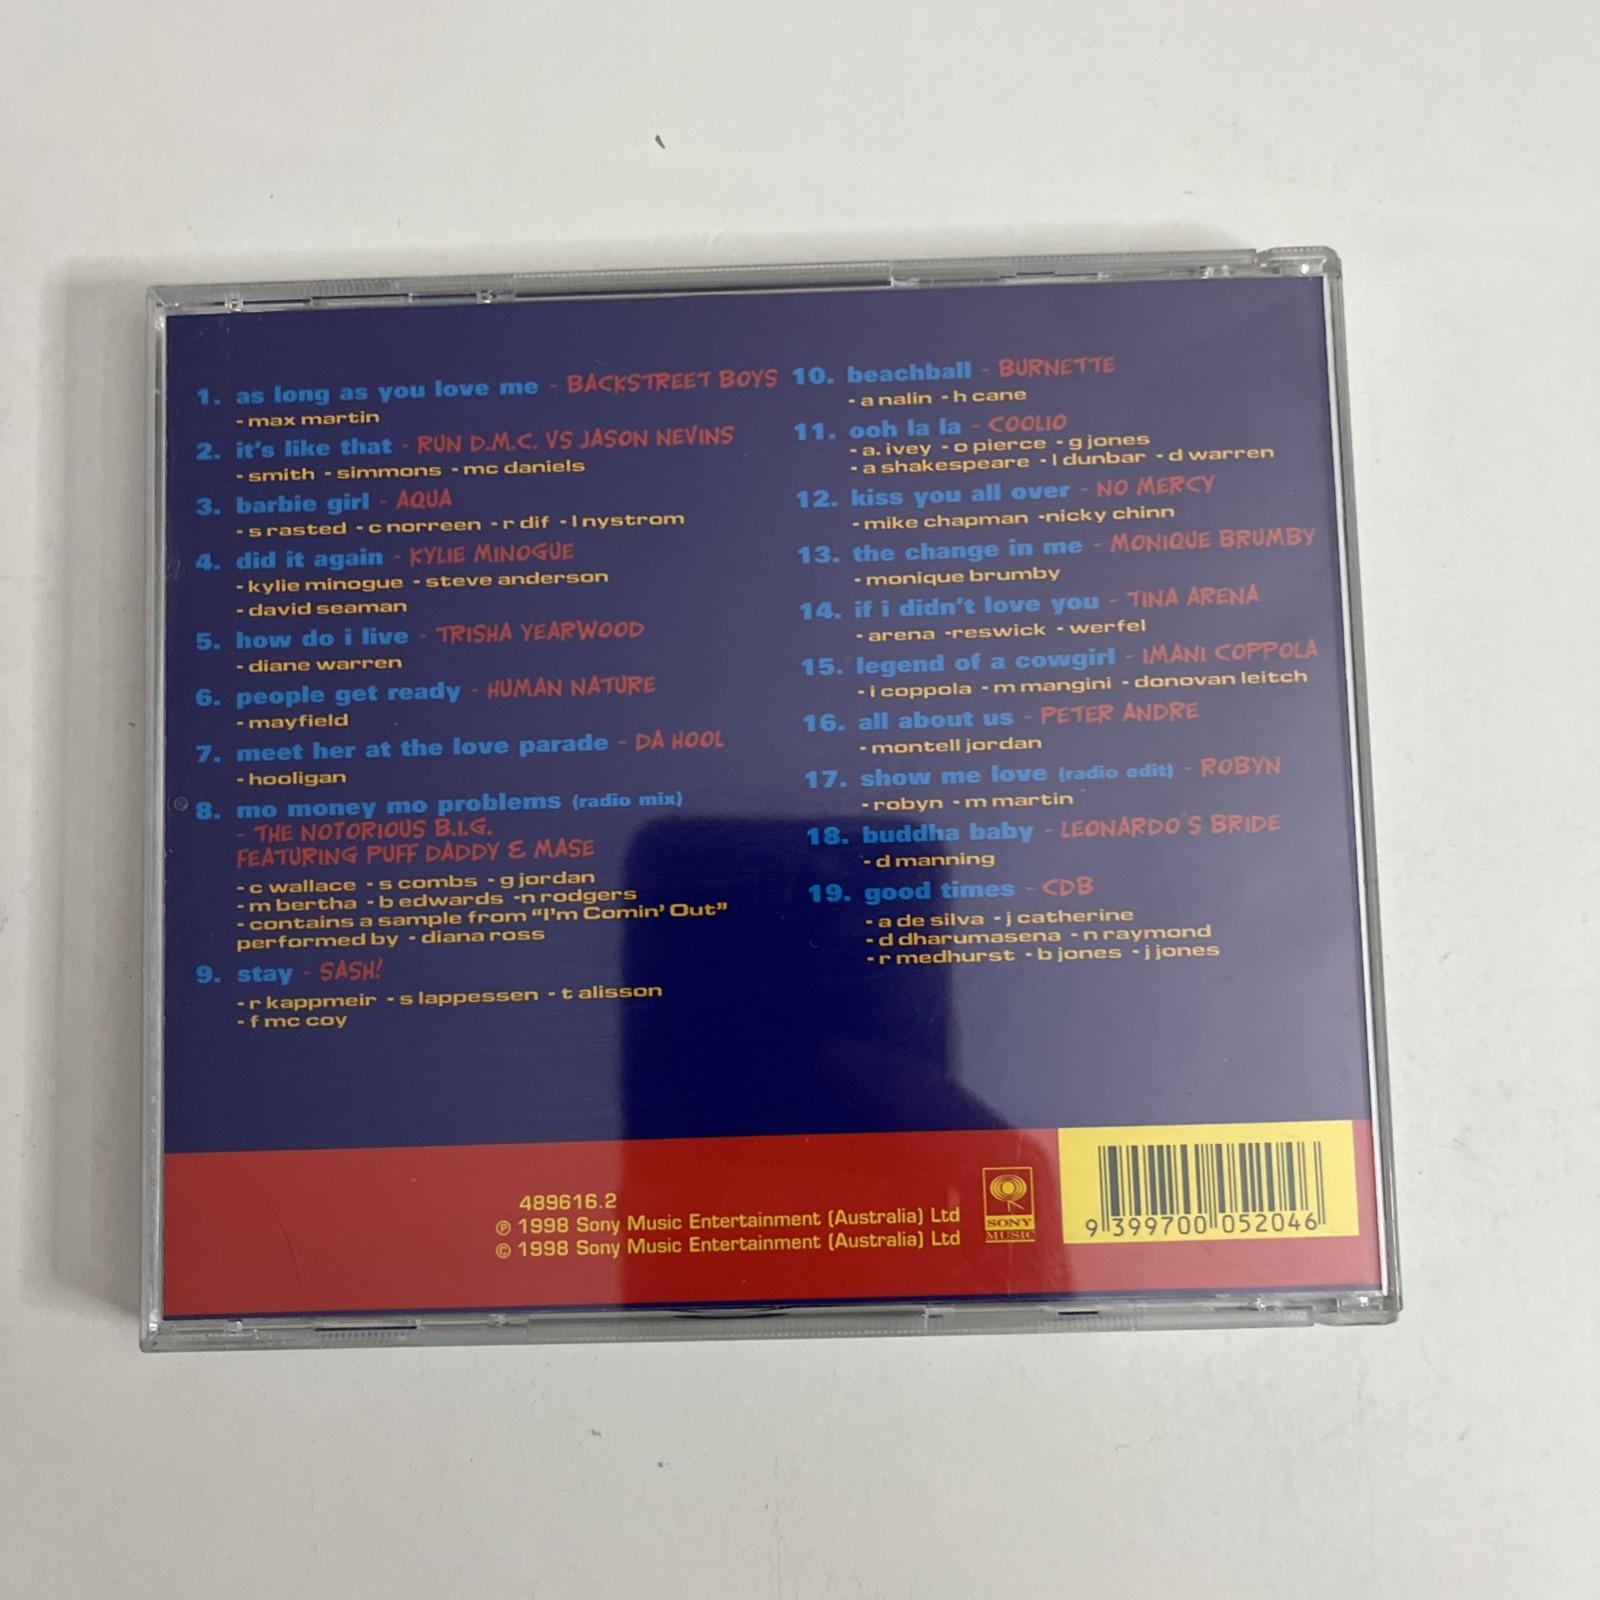 1. as long as you love me - BACKSTREET BOYS
- max martin
2. it's like that - RUN D.M.C. VS JASON NEVINS
- smith - simmons - mc daniels
3. barbie girl - AQUA
- s rasted - c norreen - r dif - l nystrom
4. did it again - KYLIE MINOGUE
- kylie minogue - steve anderson
- david seaman
5. how do i live - TRISHA YEARWOOD
- diane warren
6. people get ready - HUMAN NATURE
- mayfield
7. meet her at the love parade - DA HOOL
- hooligan
8. mo money mo problems (radio mix)
- THE NOTORIOUS B.I.G.
FEATURING PUFF DADDY & MASE
- c wallace - s combs - g jordan
- m bertha - b edwards -n rodgers
- contains a sample from "I'm Comin' Out"
performed by - diana ross
9. stay - SASH!
- r kappmeir - s lappessen - t alisson
- f mc coy
10. beachball - BURNETTE
- a nalin - h cane
11. ooh la la - COOLIO
- a. ivey - o pierce - g jones
- a shakespeare - l dunbar - d warren
12. kiss you all over - NO MERCY
- mike chapman -nicky chinn
13. the change in me - MONIQUE BRUMBY
- monique brumby
14. if i didn't love you - TINA ARENA
- arena -reswick - werfel
15. legend of a cowgirl - IMANI COPPOLA
- i coppola - m mangini - donovan leitch
16. all about us - PETER ANDRE
- montell jordan
17. show me love (radio edit) - ROBYN
- robyn - m martin
18. buddha baby - LEONARDO'S BRIDE
- d manning
19. good times - CDB
- a de silva - j catherine
- d dharumasena - n raymond
- r medhurst - b jones - j jones
489616.2
℗ 1998 Sony Music Entertainment (Australia) Ltd
© 1998 Sony Music Entertainment (Australia) Ltd
SONY
MUSIC
9 399700 052046